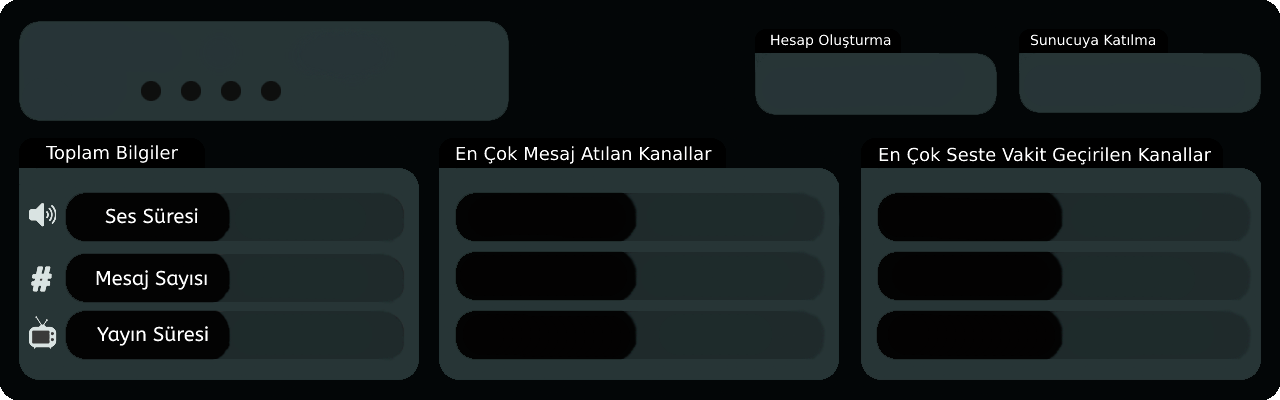 Hesap Oluşturma
Sunucuya Katılma
Toplam Bilgiler
En Çok Mesaj Atılan Kanallar
En Çok Seste Vakit Geçirilen Kanallar
Ses Süresi
# Mesaj Sayısı
Yayın Süresi